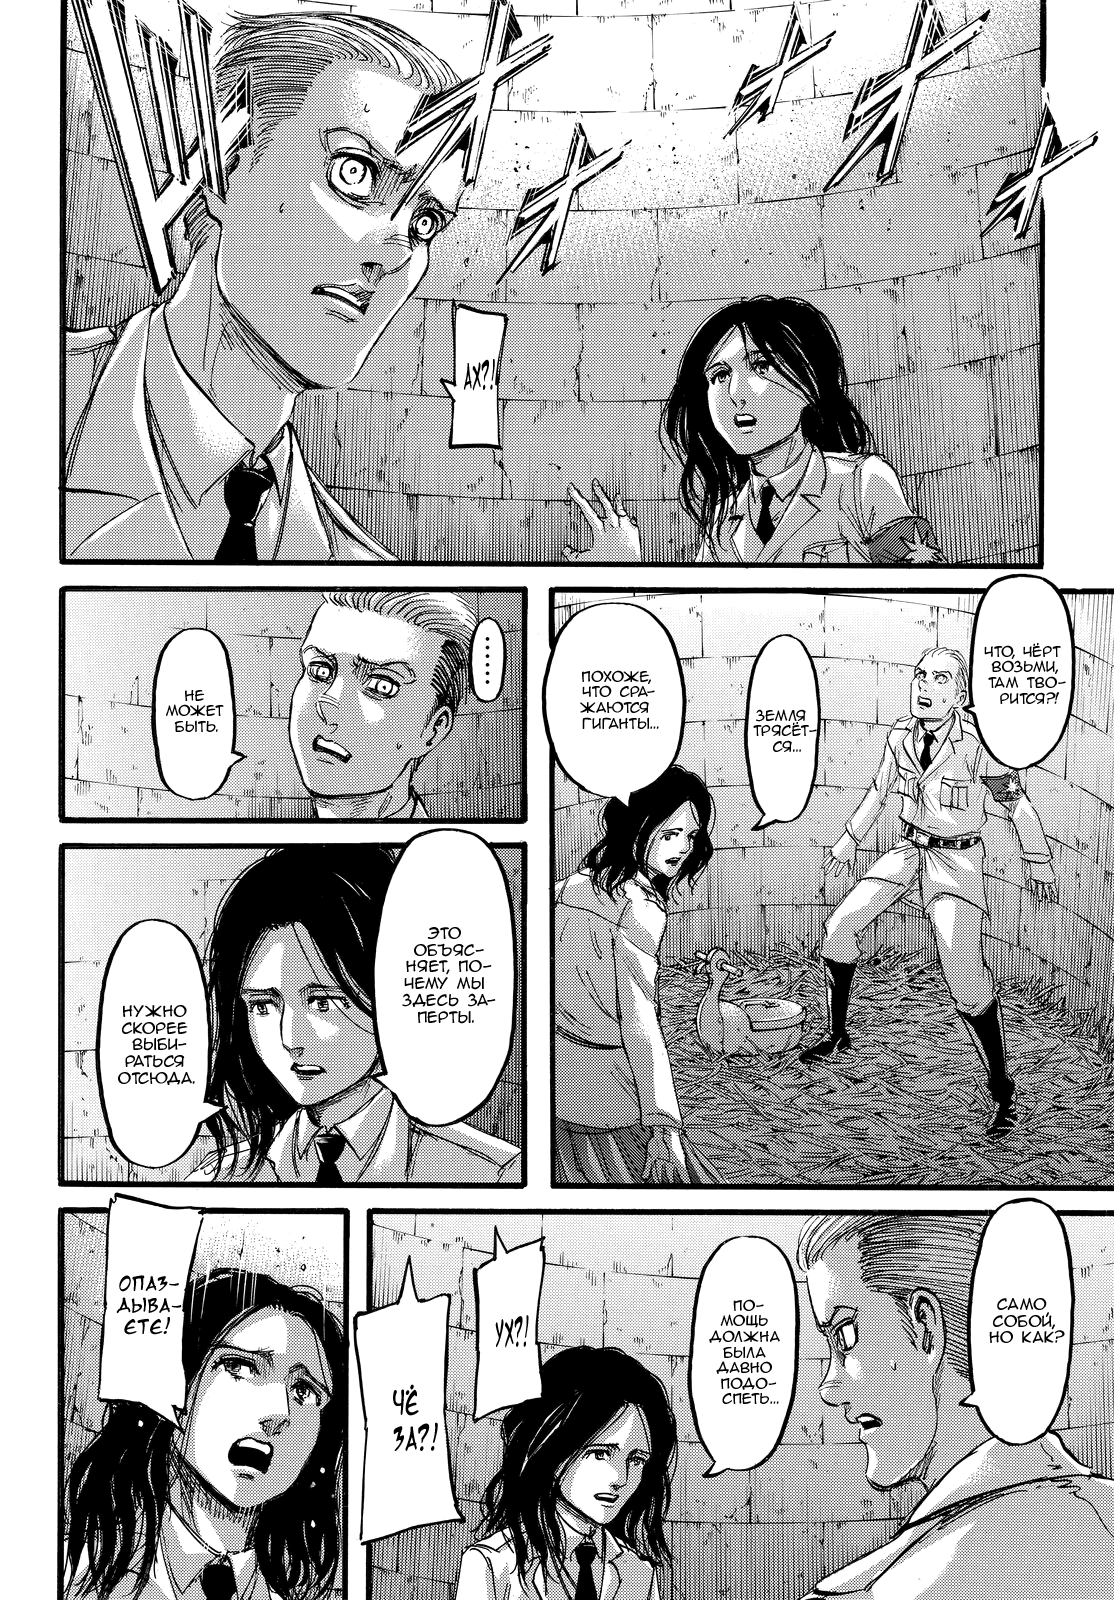 АХ?!
ЧТО, ЧЁРТ
ВОЗЬМИ,
ТАМ ТВО-
РИТСЯ?!
ЗЕМЛЯ
ТРЯСЁТ-
СЯ...
ПОХОЖЕ,
ЧТО СРА-
ЖАЮТСЯ
ГИГАНТЫ...
......
НЕ
МОЖЕТ
БЫТЬ.
ЭТО
ОБЪЯС-
НЯЕТ, ПО-
ЧЕМУ МЫ
ЗДЕСЬ ЗА-
ПЕРТЫ.
НУЖНО
СКОРЕЕ
ВЫБИ-
РАТЬСЯ
ОТСЮДА.
САМО
СОБОЙ,
НО КАК?
ПО-
МОЩЬ
ДОЛЖНА
БЫЛА
ДАВНО
ПОДО-
СПЕТЬ...
УХ?!
ЧЁ
ЗА?!
ОПАЗ-
ДЫВА-
ЕТЕ!